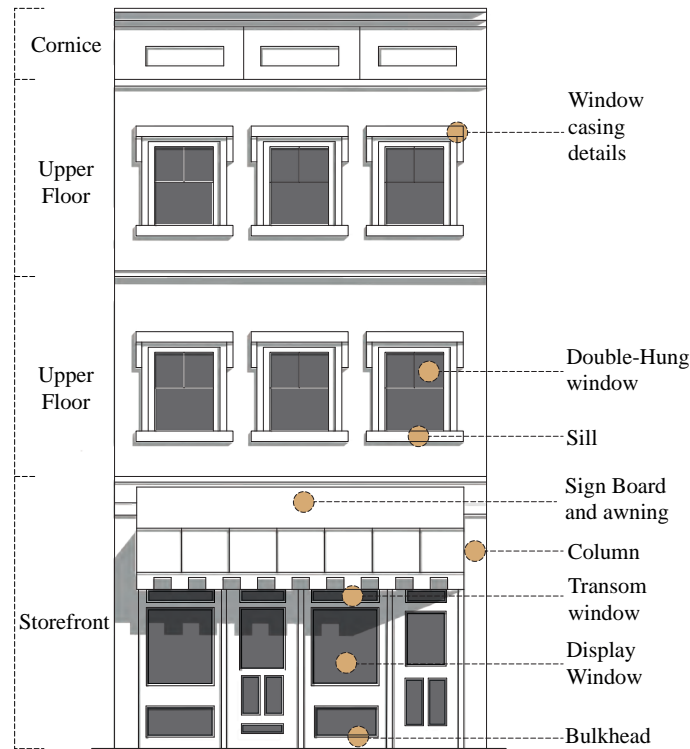 Cornice
Window
casing
details
Upper
Floor
Double-Hung
window
Upper
Floor
Sill
Sign Board
and awning
Column
Transom
window
Storefront
Display
Window
Bulkhead